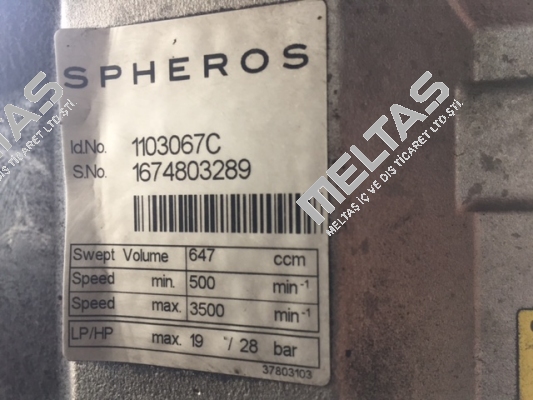 SPHEROS
Id.No. 1103067C
S.No. 1674803289
Swept Volume 647 ccm
Speed min. 500 min-1
Speed max. 3500 min-1
LP/HP max. 19 / 28 bar
37803103
MELTAS
MELTAŞ İÇ VE DIŞ TİCARET LTD ŞTİ.
MELTAS
MELTAŞ İÇ VE DIŞ TİCARET LTD ŞTİ.